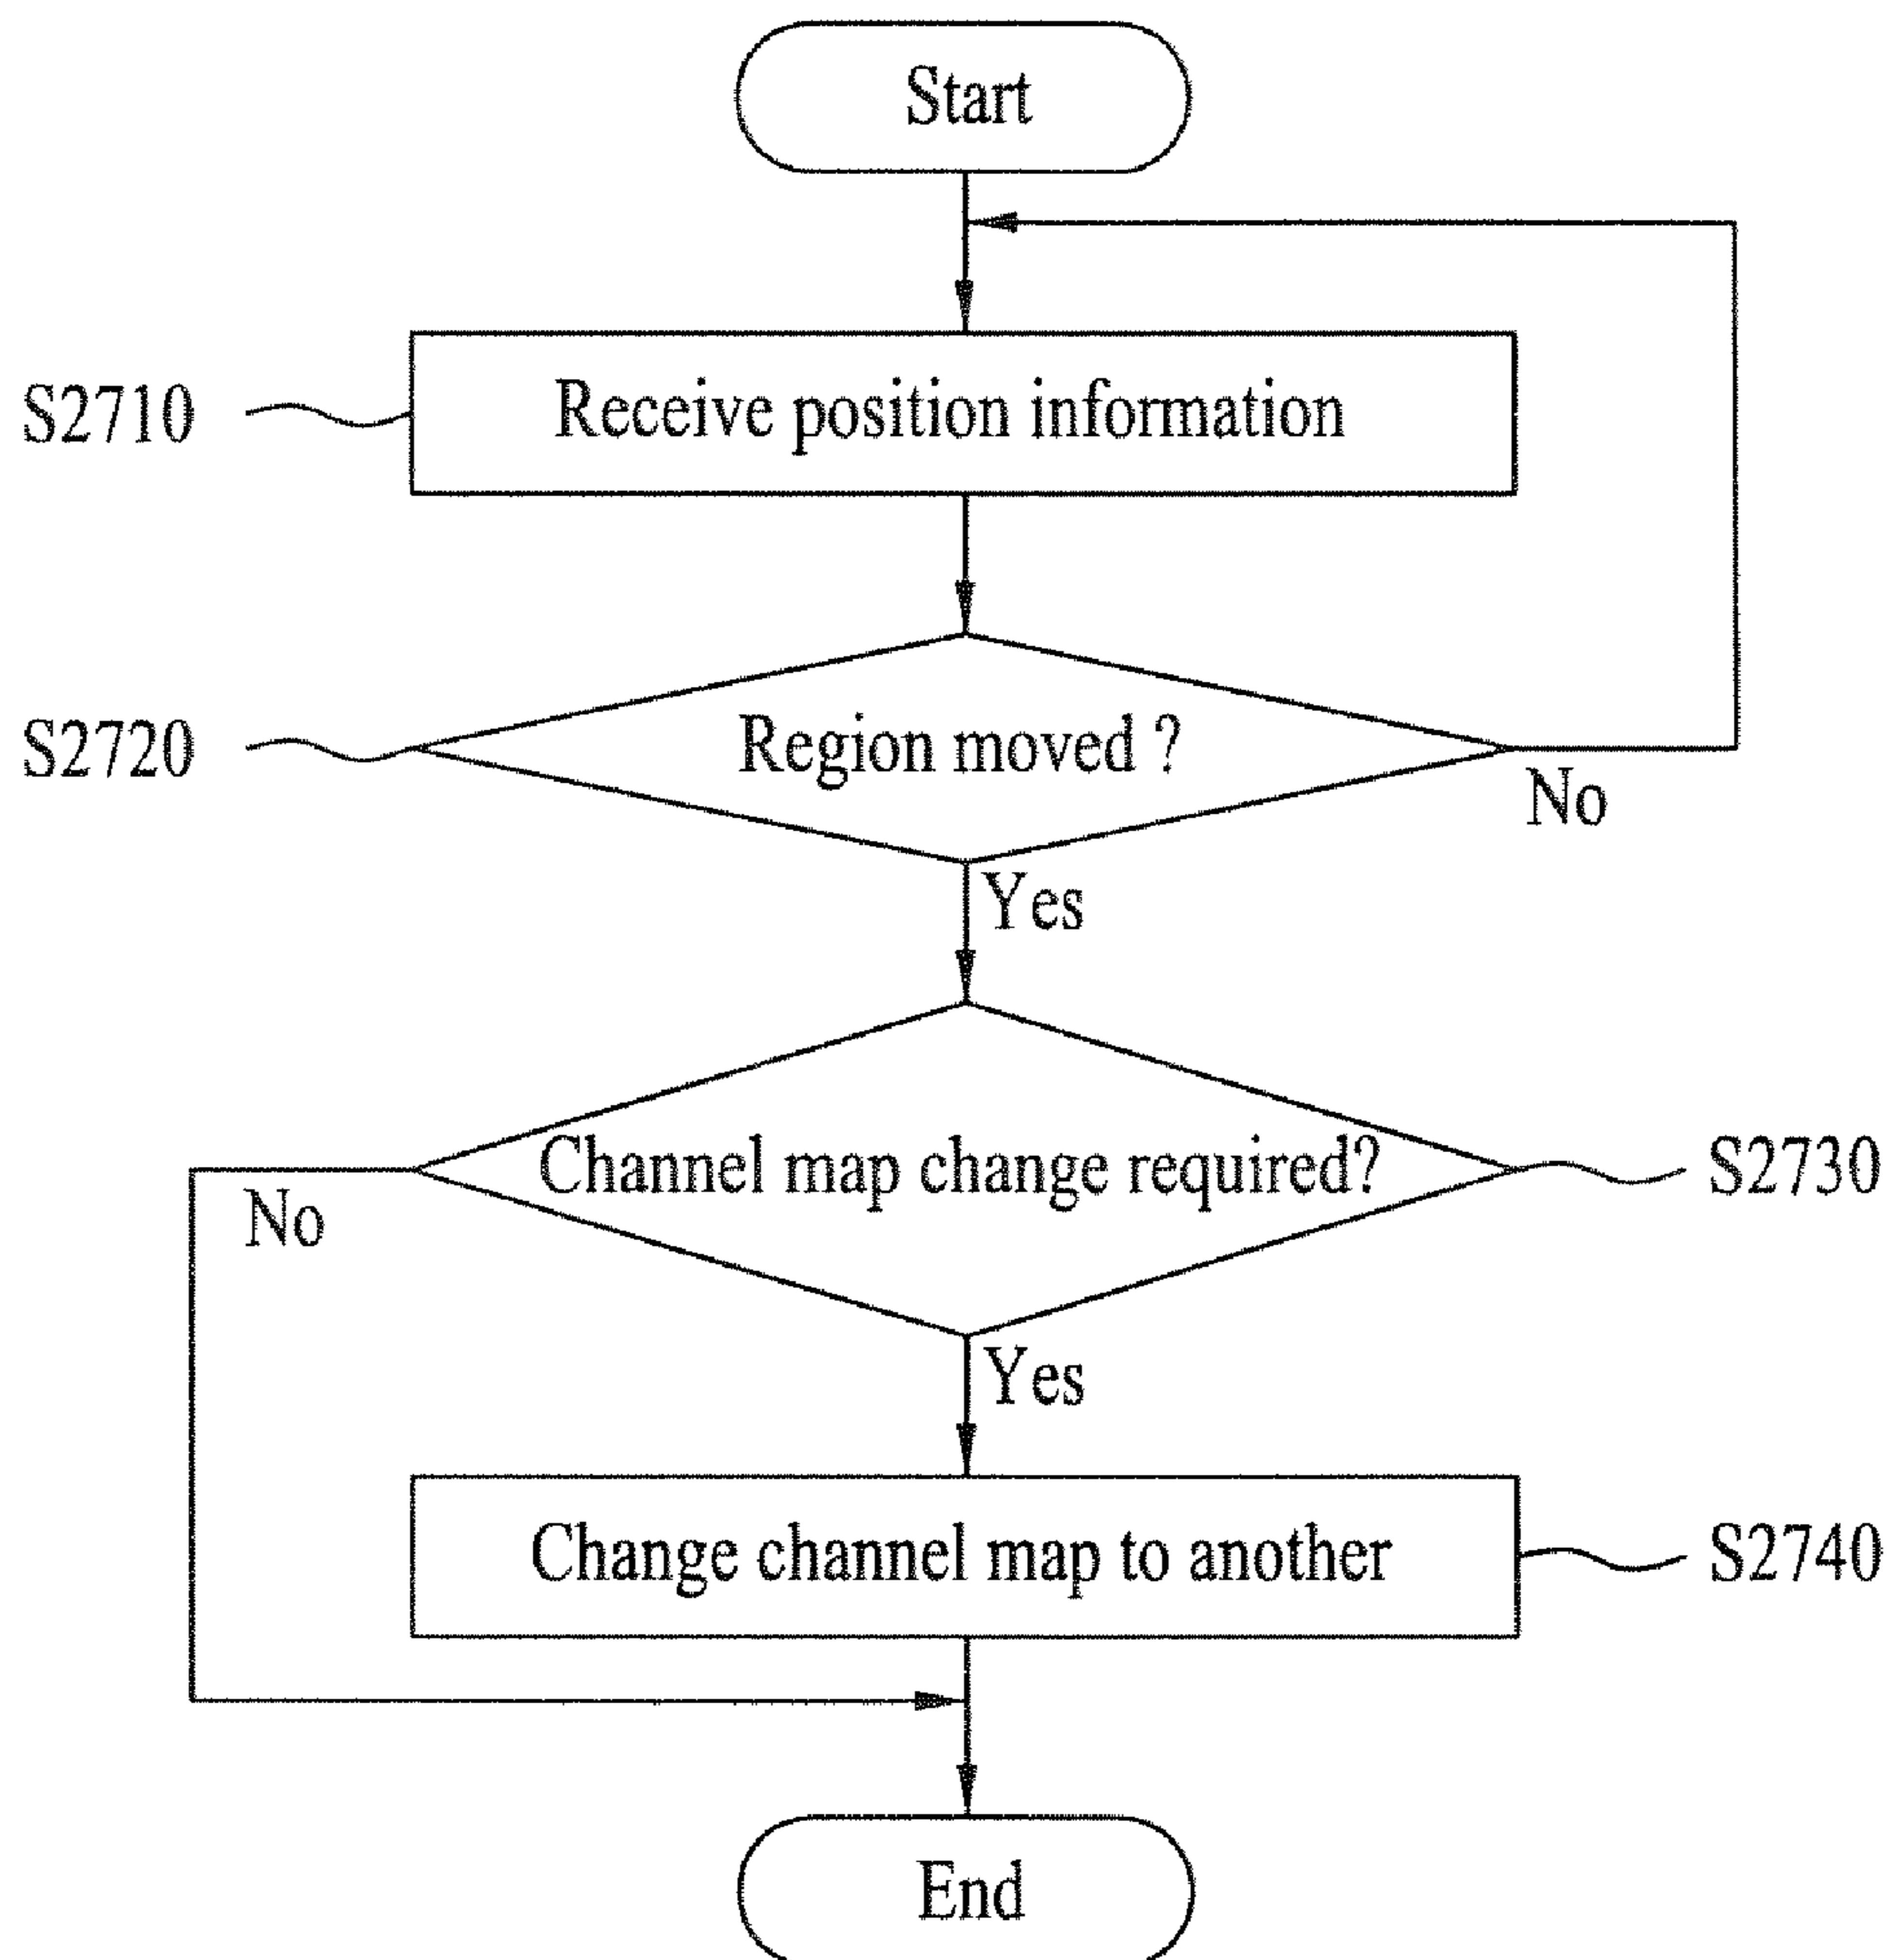 Start
S2710
Receive position information
S2720
Region moved ?
No
Yes
Channel map change required?
S2730
No
Yes
Change channel map to another
S2740
End